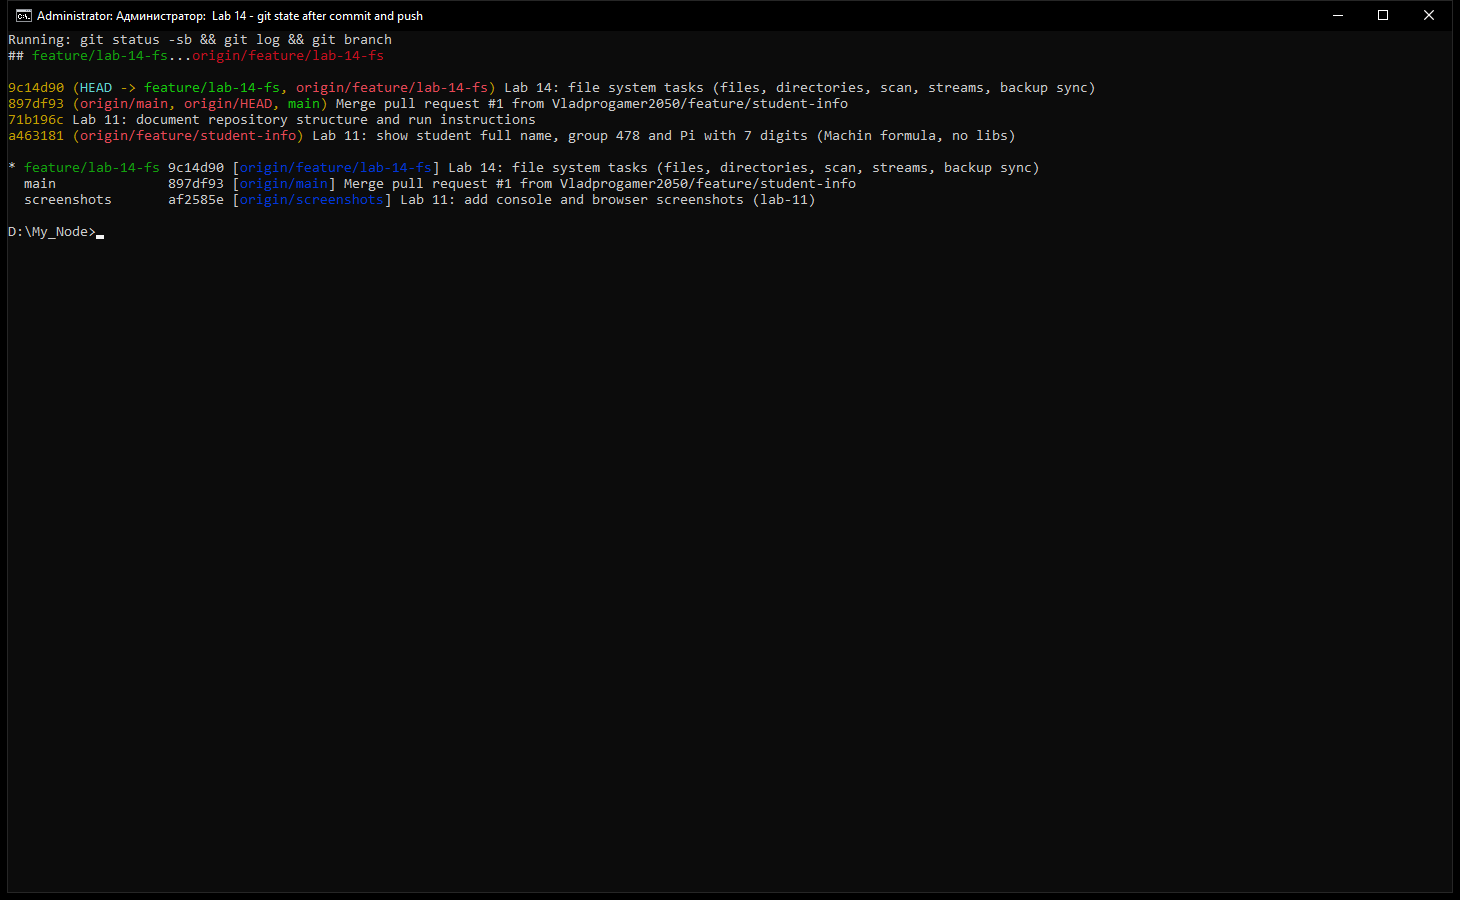 Administrator: Администратор:  Lab 14 - git state after commit and push
Running: git status -sb && git log && git branch
## feature/lab-14-fs...origin/feature/lab-14-fs
9c14d90 (HEAD -> feature/lab-14-fs, origin/feature/lab-14-fs) Lab 14: file system tasks (files, directories, scan, streams, backup sync)
897df93 (origin/main, origin/HEAD, main) Merge pull request #1 from Vladprogamer2050/feature/student-info
71b196c Lab 11: document repository structure and run instructions
a463181 (origin/feature/student-info) Lab 11: show student full name, group 478 and Pi with 7 digits (Machin formula, no libs)
* feature/lab-14-fs 9c14d90 [origin/feature/lab-14-fs] Lab 14: file system tasks (files, directories, scan, streams, backup sync)
  main              897df93 [origin/main] Merge pull request #1 from Vladprogamer2050/feature/student-info
  screenshots       af2585e [origin/screenshots] Lab 11: add console and browser screenshots (lab-11)
D:\My_Node>